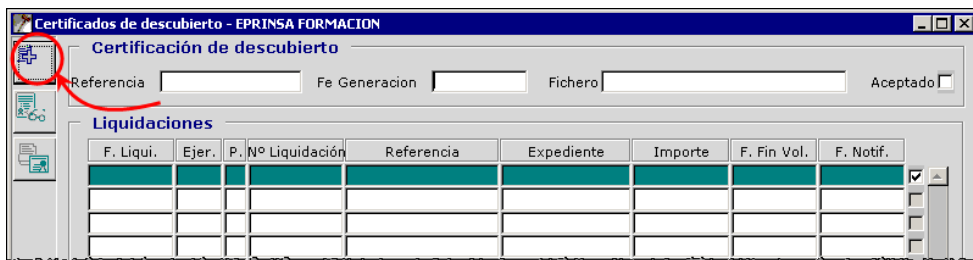 Certificados de descubierto - EPRINSA FORMACION
Certificación de descubierto
Referencia Fe Generacion Fichero Aceptado
Liquidaciones
F. Liqui. Ejer. P. Nº Liquidación Referencia Expediente Importe F. Fin Vol. F. Notif.